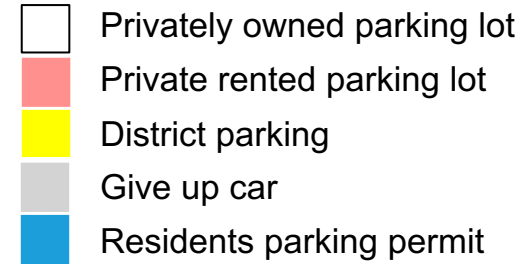 Privately owned parking lot
Private rented parking lot
District parking
Give up car
Residents parking permit